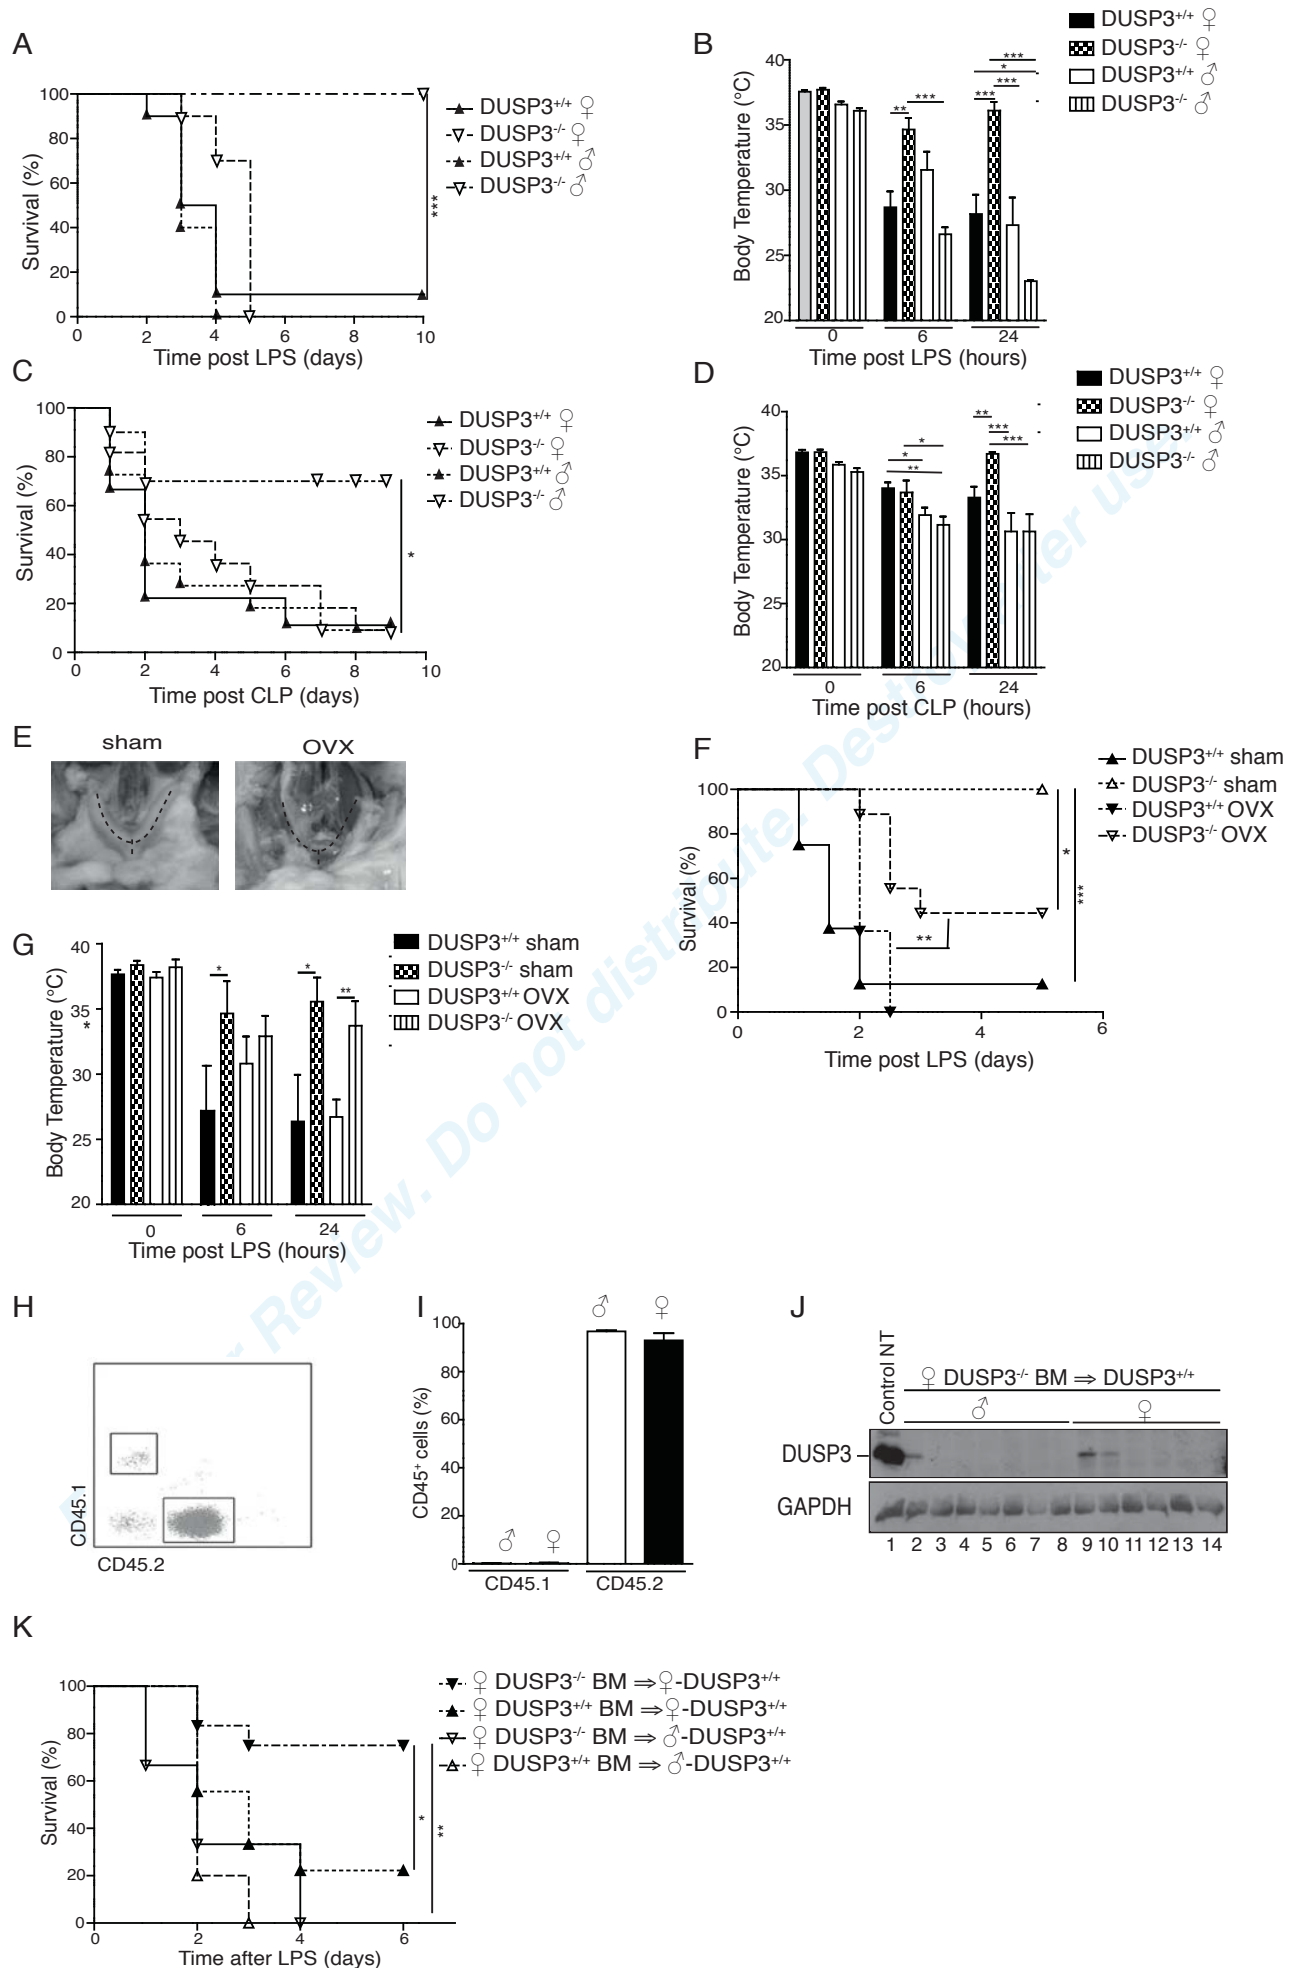 A
Survival (%)
100
80
60
40
20
0
0 2 4 6 8 10
Time post LPS (days)
***
DUSP3+/+ ♀
DUSP3-/- ♀
DUSP3+/+ ♂
DUSP3-/- ♂
B
Body Temperature (°C)
40
35
30
25
20
** ***
*** *** * ***
0 6 24
Time post LPS (hours)
DUSP3+/+ ♀
DUSP3-/- ♀
DUSP3+/+ ♂
DUSP3-/- ♂
C
Survival (%)
100
80
60
40
20
0
0 2 4 6 8 10
Time post CLP (days)
*
DUSP3+/+ ♀
DUSP3-/- ♀
DUSP3+/+ ♂
DUSP3-/- ♂
D
Body Temperature (°C)
40
35
30
25
20
* * **
** *** ***
0 6 24
Time post CLP (hours)
DUSP3+/+ ♀
DUSP3-/- ♀
DUSP3+/+ ♂
DUSP3-/- ♂
E
sham OVX
F
Survival (%)
100
80
60
40
20
0
0 2 4 6
Time post LPS (days)
**
*
***
DUSP3+/+ sham
DUSP3-/- sham
DUSP3+/+ OVX
DUSP3-/- OVX
G
Body Temperature (°C)
*
40
35
30
25
20
* * **
0 6 24
Time post LPS (hours)
DUSP3+/+ sham
DUSP3-/- sham
DUSP3+/+ OVX
DUSP3-/- OVX
H
CD45.1
CD45.2
I
CD45+ cells (%)
100
80
60
40
20
0
♂ ♀ ♂ ♀
CD45.1 CD45.2
J
Control NT
♀ DUSP3-/- BM ⇒ DUSP3+/+
♂ ♀
DUSP3
GAPDH
1 2 3 4 5 6 7 8 9 10 11 12 13 14
K
Survival (%)
100
80
60
40
20
0
0 2 4 6
Time after LPS (days)
*
**
♀ DUSP3-/- BM ⇒♀-DUSP3+/+
♀ DUSP3+/+ BM ⇒♀-DUSP3+/+
♀ DUSP3-/- BM ⇒♂-DUSP3+/+
♀ DUSP3+/+ BM ⇒♂-DUSP3+/+
Review. Do not distribute. Destroy after use.